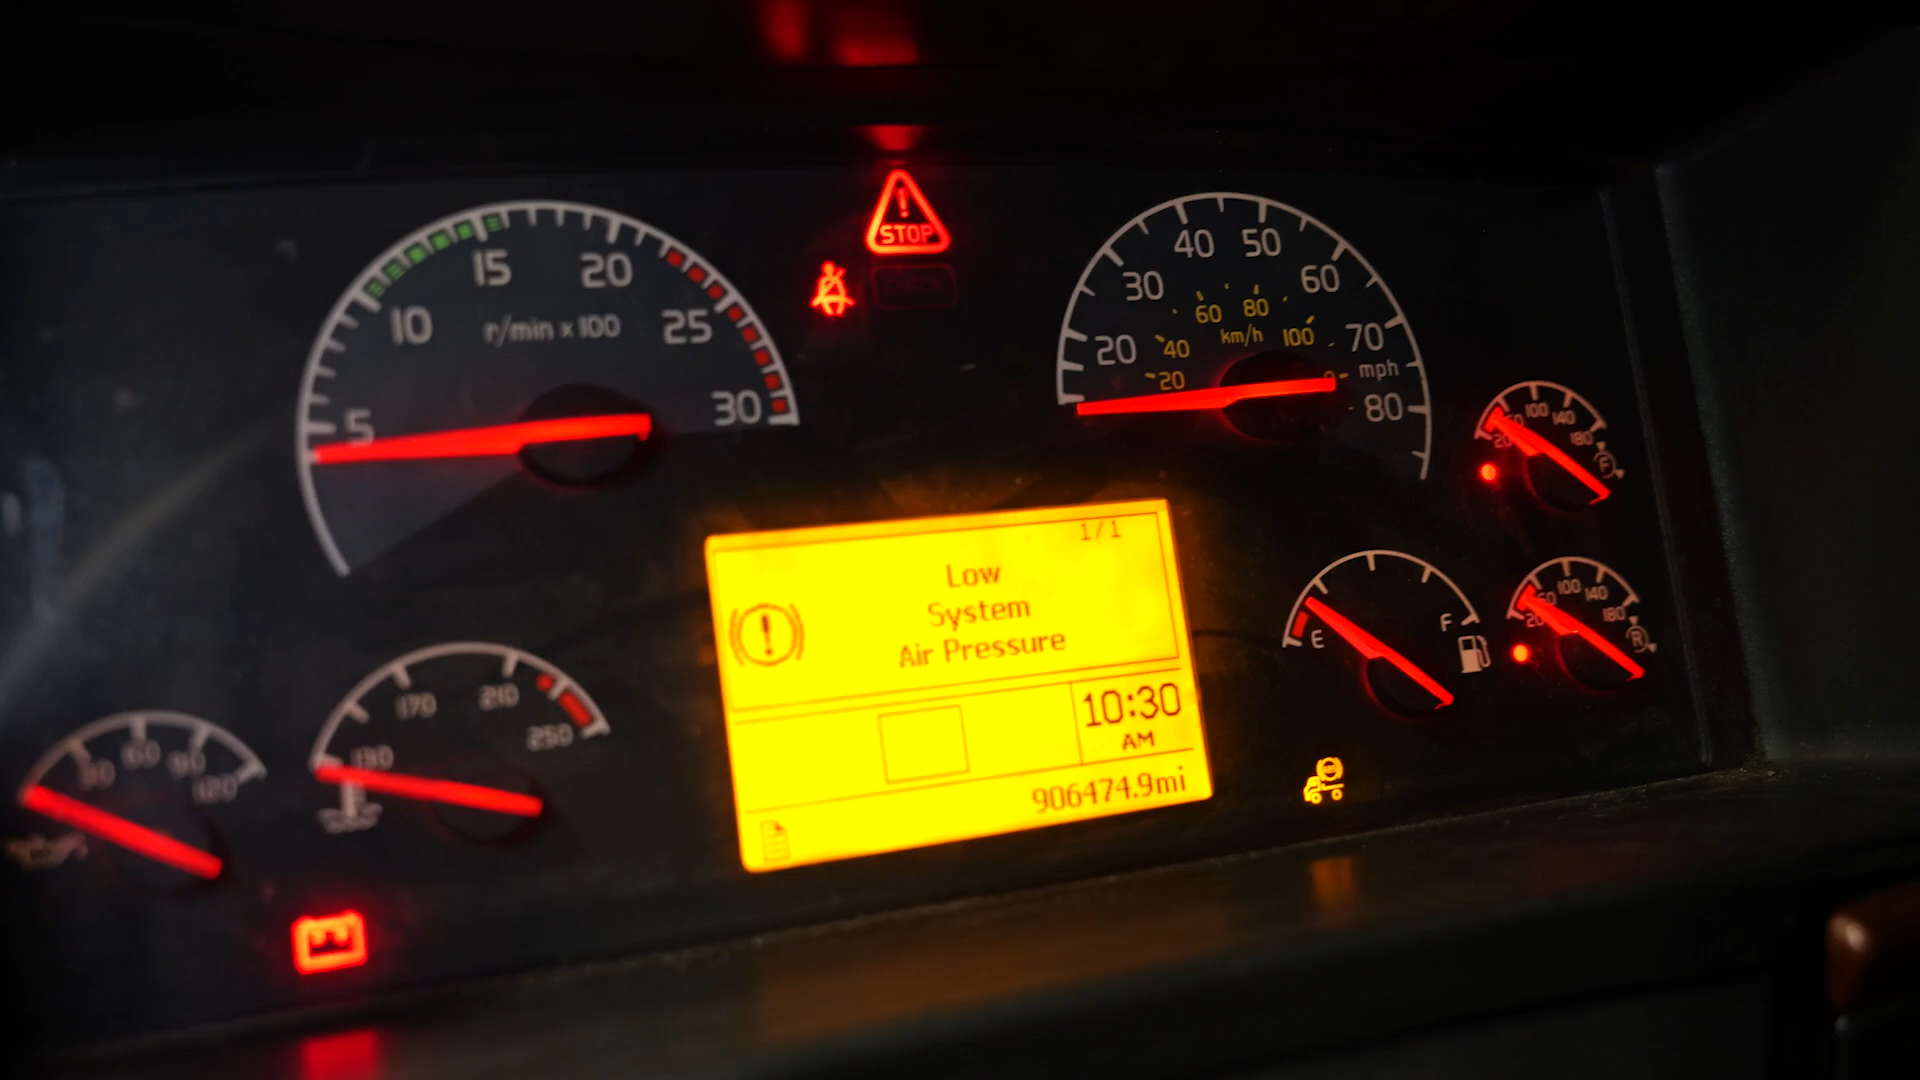 STOP
5
10
15
20
25
30
r/min x 100
20
30
40
50
60
70
80
mph
20
40
60
80
100
km/h
20
100
140
180
F
1/1
Low
System
Air Pressure
10:30
AM
906474.9mi
E
F
20
100
140
180
R
130
170
210
250
30
60
90
120